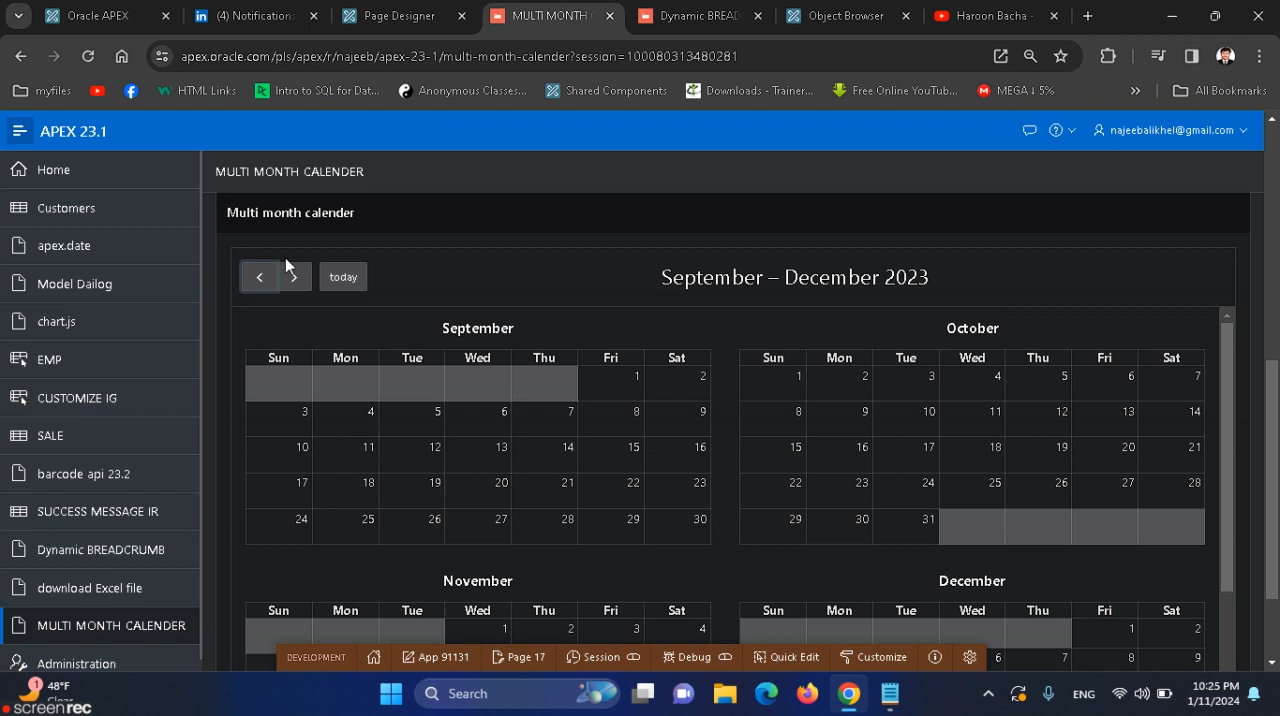 Oracle APEX
(4) Notifications
Page Designer
MULTI MONTH C
Dynamic BREAD
Object Browser
Haroon Bacha -
apex.oracle.com/pls/apex/r/najeeb/apex-23-1/multi-month-calender?session=100080313480281
myfiles
HTML Links
Intro to SQL for Dat...
Anonymous Classes...
Shared Components
Downloads - Trainer...
Free Online YouTub...
MEGA ⇓ 5%
All Bookmarks
APEX 23.1
najeebalikhel@gmail.com
Home
Customers
apex.date
Model Dailog
chart.js
EMP
CUSTOMIZE IG
SALE
barcode api 23.2
SUCCESS MESSAGE IR
Dynamic BREADCRUMB
download Excel file
MULTI MONTH CALENDER
Administration
MULTI MONTH CALENDER
Multi month calender
today
September – December 2023
September
Sun Mon Tue Wed Thu Fri Sat
1 2
3 4 5 6 7 8 9
10 11 12 13 14 15 16
17 18 19 20 21 22 23
24 25 26 27 28 29 30
October
Sun Mon Tue Wed Thu Fri Sat
1 2 3 4 5 6 7
8 9 10 11 12 13 14
15 16 17 18 19 20 21
22 23 24 25 26 27 28
29 30 31
November
Sun Mon Tue Wed Thu Fri Sat
1 2 3 4
December
Sun Mon Tue Wed Thu Fri Sat
1 2
6 7 8 9
DEVELOPMENT
App 91131
Page 17
Session
Debug
Quick Edit
Customize
1
48°F
Clear
screenrec
Search
ENG
10:25 PM
1/11/2024